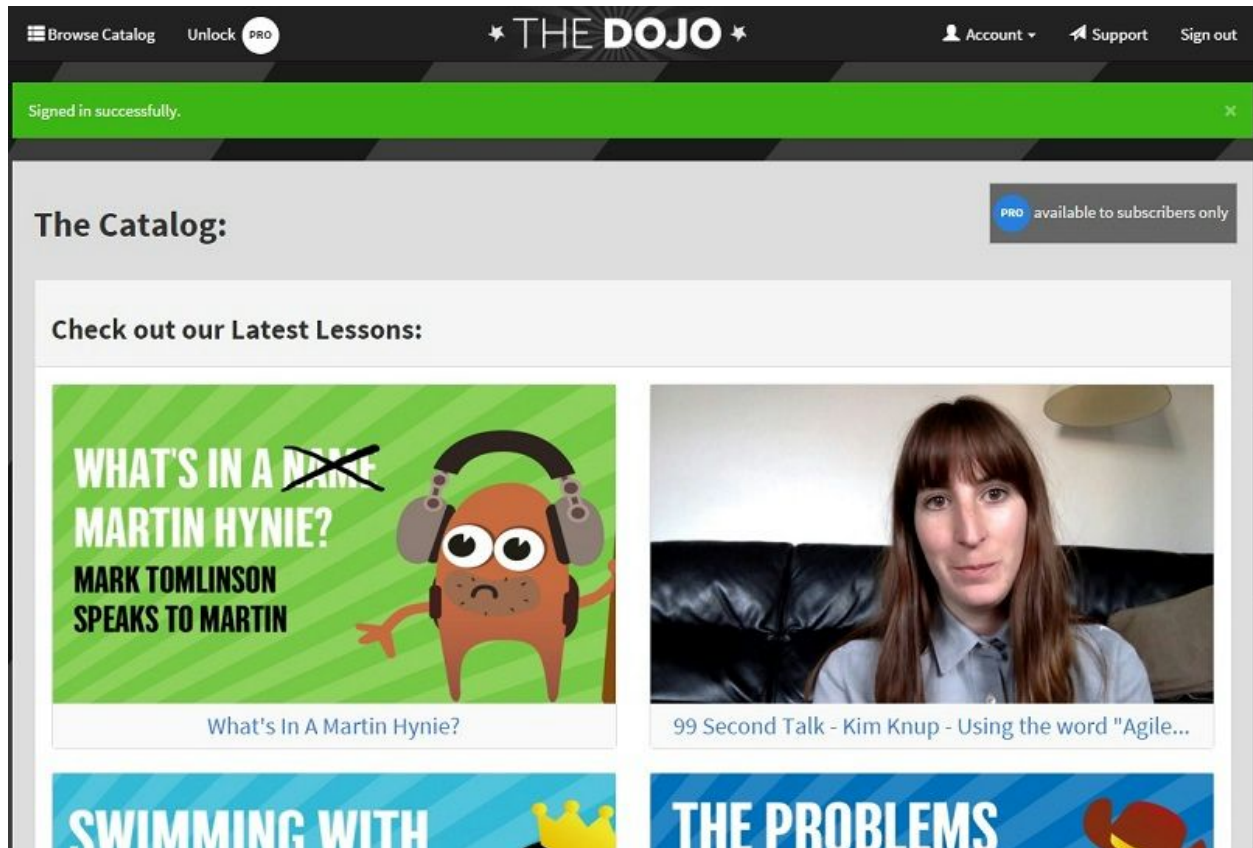 Browse Catalog Unlock PRO THE DOJO Account Support Sign out
Signed in successfully. ×
The Catalog:
PRO available to subscribers only
Check out our Latest Lessons:
WHAT'S IN A NAME
MARTIN HYNIE?
MARK TOMLINSON
SPEAKS TO MARTIN
What's In A Martin Hynie?
99 Second Talk - Kim Knup - Using the word "Agile...
SWIMMING WITH
THE PROBLEMS